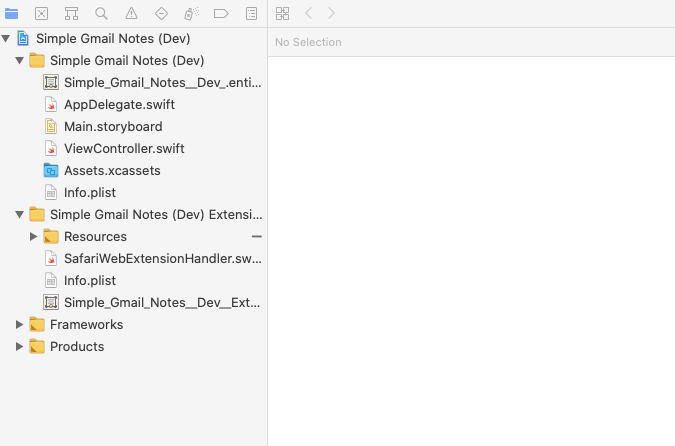 No Selection
Simple Gmail Notes (Dev)
Simple Gmail Notes (Dev)
Simple_Gmail_Notes__Dev_.enti...
AppDelegate.swift
Main.storyboard
ViewController.swift
Assets.xcassets
Info.plist
Simple Gmail Notes (Dev) Extensi...
Resources
SafariWebExtensionHandler.sw...
Info.plist
Simple_Gmail_Notes__Dev__Ext...
Frameworks
Products